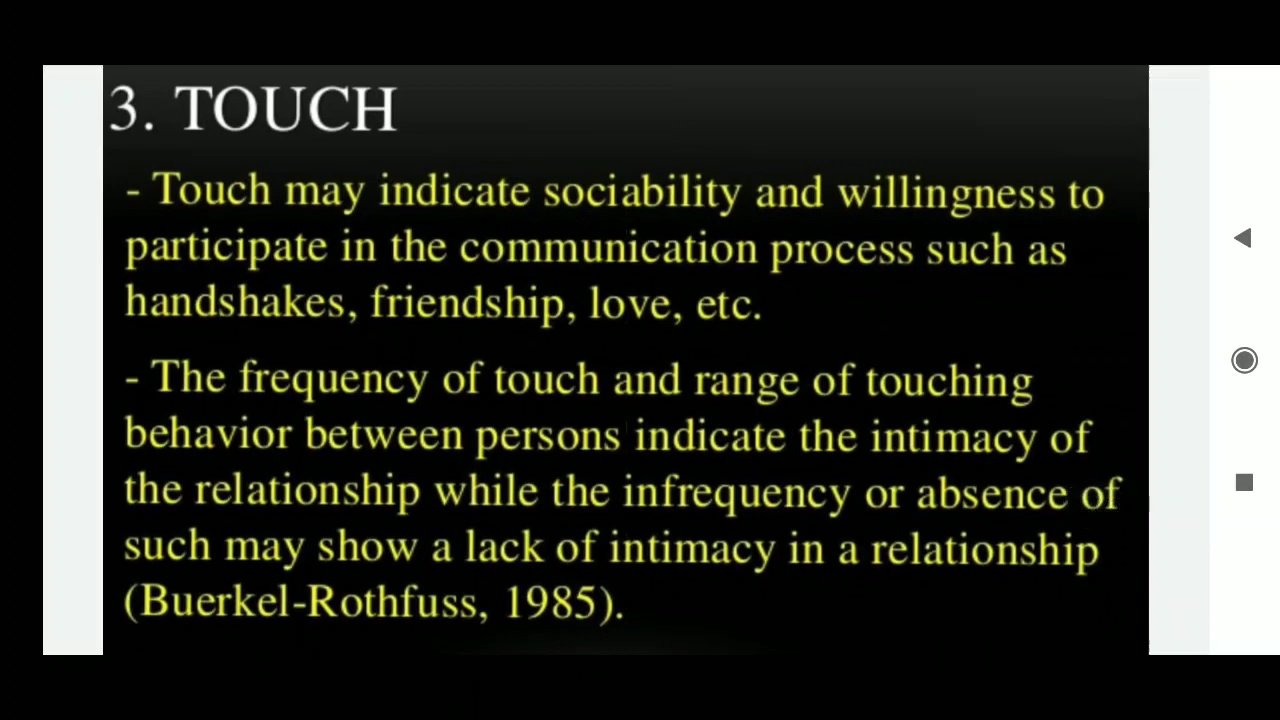 3. TOUCH
- Touch may indicate sociability and willingness to
participate in the communication process such as
handshakes, friendship, love, etc.
- The frequency of touch and range of touching
behavior between persons indicate the intimacy of
the relationship while the infrequency or absence of
such may show a lack of intimacy in a relationship
(Buerkel-Rothfuss, 1985).